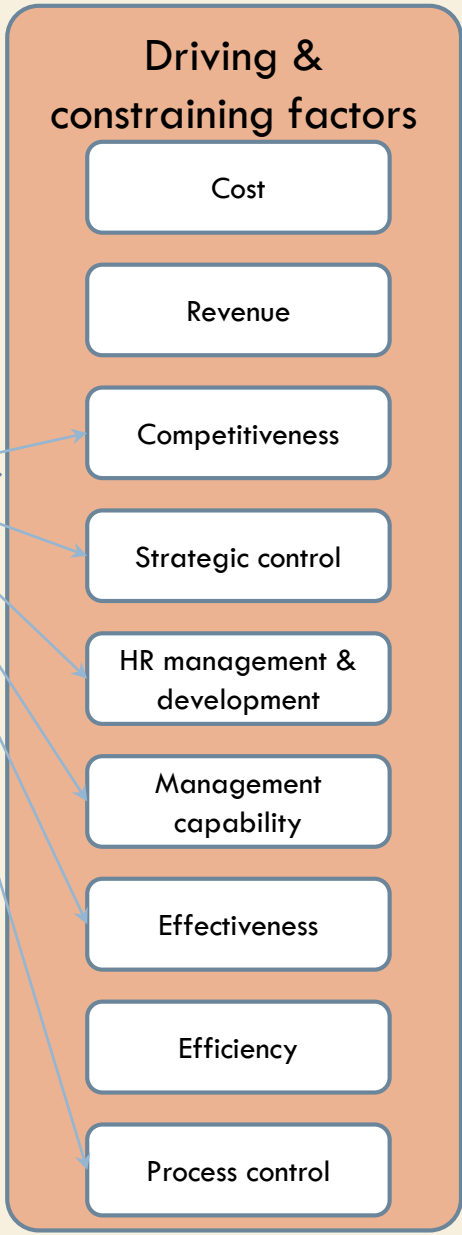 Driving &
constraining factors
Cost
Revenue
Competitiveness
Strategic control
HR management &
development
Management
capability
Effectiveness
Efficiency
Process control